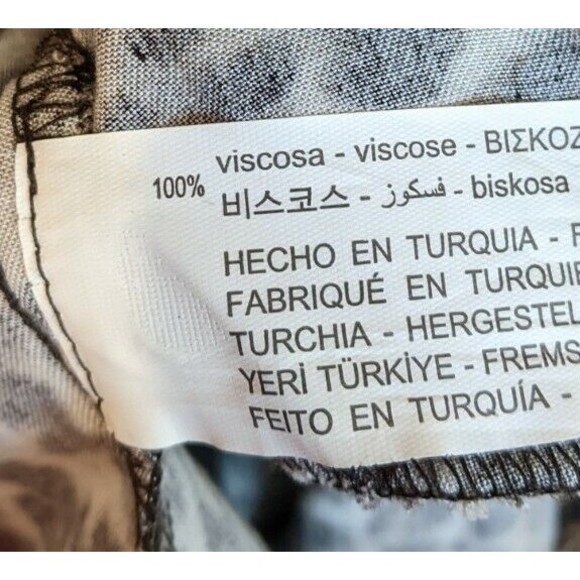 100% viscosa - viscose - ΒΙΣΚΟΖ
비스코스 - فسكوز - biskosa
HECHO EN TURQUIA - F
FABRIQUÉ EN TURQUIE
TURCHIA - HERGESTEL
YERİ TÜRKİYE - FREMS
FEITO EN TURQUÍA -